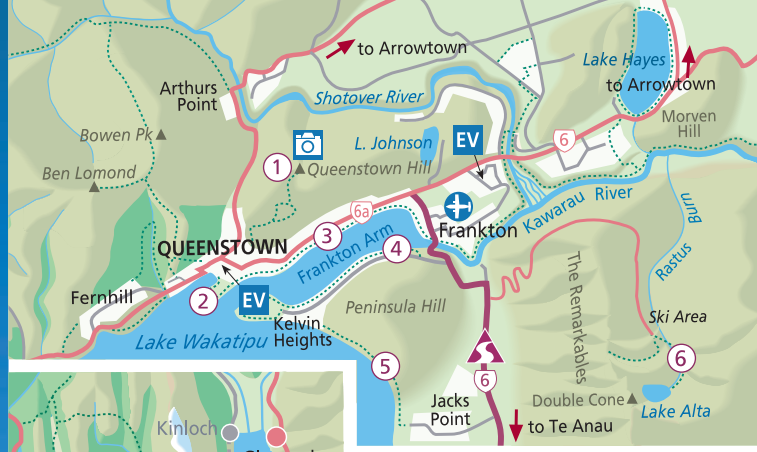 to Arrowtown
Lake Hayes
to Arrowtown
Arthurs
Point
Shotover River
Morven
Hill
Bowen Pk
L. Johnson
EV
6
Ben Lomond
1
Queenstown Hill
6a
Kawarau River
Burn
Rastus
QUEENSTOWN
3
Frankton Arm
4
Frankton
The Remarkables
Fernhill
2
EV
Peninsula Hill
Kelvin
Heights
Lake Wakatipu
Ski Area
5
6
6
Jacks
Point
Double Cone
Lake Alta
to Te Anau
Kinloch